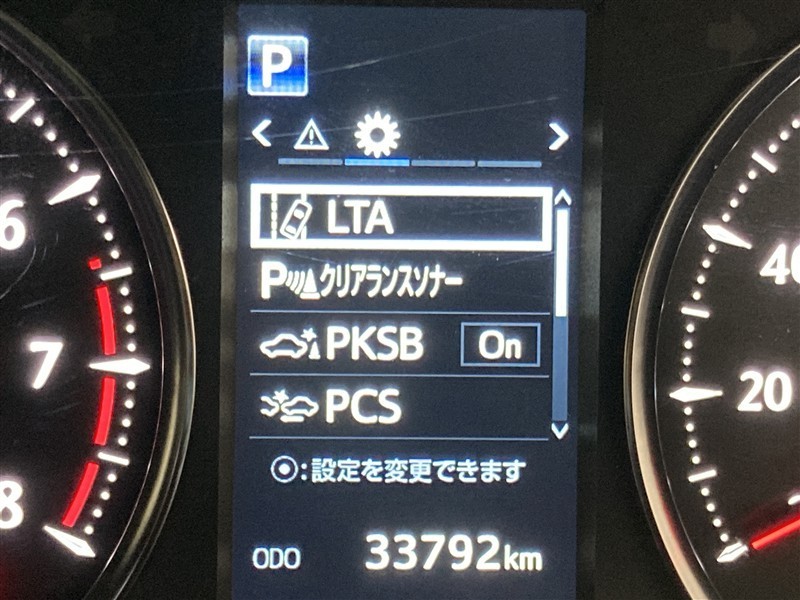 P
LTA
Pクリアランスソナー
PKSB On
PCS
⦿:設定を変更できます
ODO 33792km
6
7
8
40
20